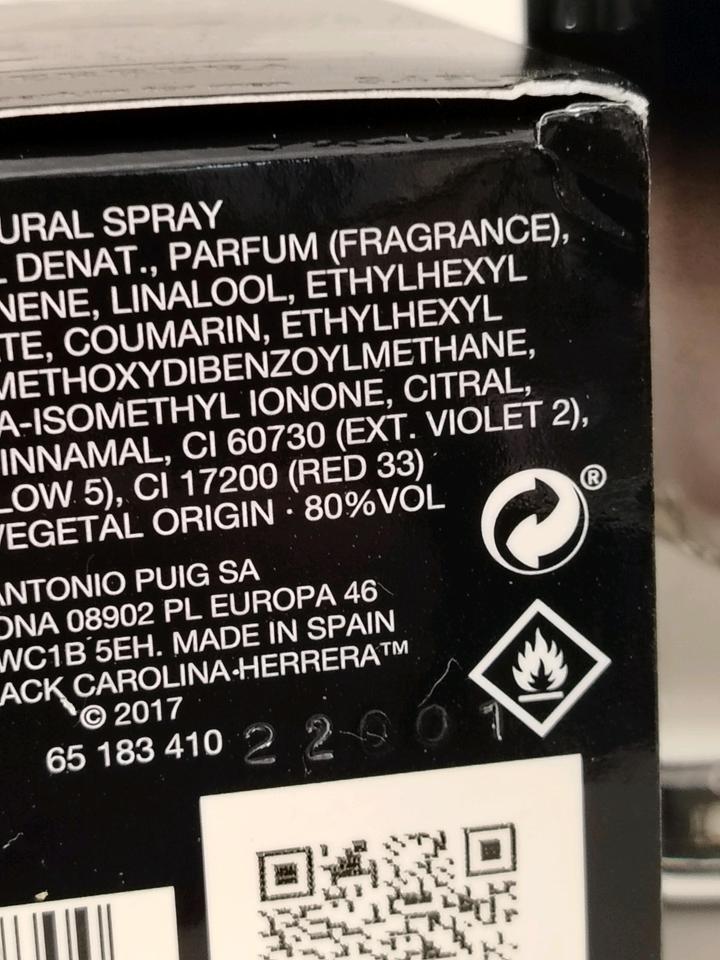 URAL SPRAY
L DENAT., PARFUM (FRAGRANCE),
NENE, LINALOOL, ETHYLHEXYL
TE, COUMARIN, ETHYLHEXYL
METHOXYDIBENZOYLMETHANE,
A-ISOMETHYL IONONE, CITRAL,
INNAMAL, CI 60730 (EXT. VIOLET 2),
LOW 5), CI 17200 (RED 33)
VEGETAL ORIGIN · 80%VOL
®
ANTONIO PUIG SA
ONA 08902 PL EUROPA 46
WC1B 5EH. MADE IN SPAIN
ACK CAROLINA·HERRERA™
© 2017
65 183 410 22001